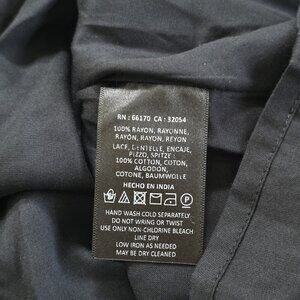 RN : 66170 CA : 32054
100% RAYON, RAYONNE,
RAYÓN, RAYON, REYON
LACE, DENTELLE, ENCAJE,
PIZZO, SPITZE :
100% COTTON, COTON,
ALGODON,
COTONE, BAUMWOLLE
HECHO EN INDIA
HAND WASH COLD SEPARATELY
DO NOT WRING OR TWIST
USE ONLY NON-CHLORINE BLEACH
LINE DRY
LOW IRON AS NEEDED
MAY BE DRY CLEANED